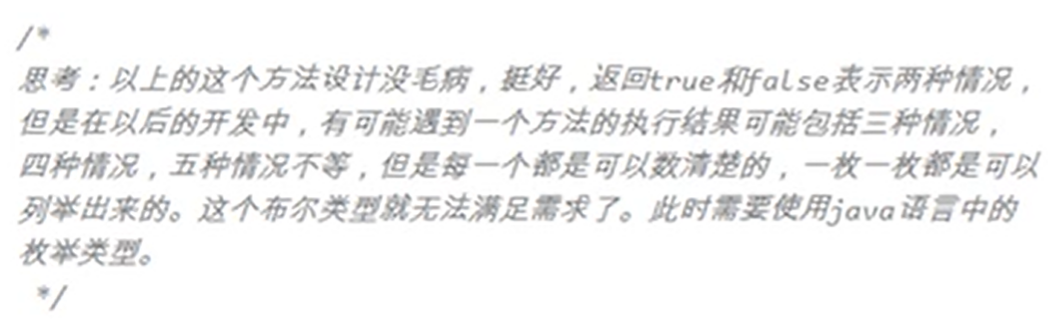 /*
思考：以上的这个方法设计没毛病，挺好，返回true和false表示两种情况，
但是在以后的开发中，有可能遇到一个方法的执行结果可能包括三种情况，
四种情况，五种情况不等，但是每一个都是可以数清楚的，一枚一枚都是可以
列举出来的。这个布尔类型就无法满足需求了。此时需要使用java语言中的
枚举类型。
*/